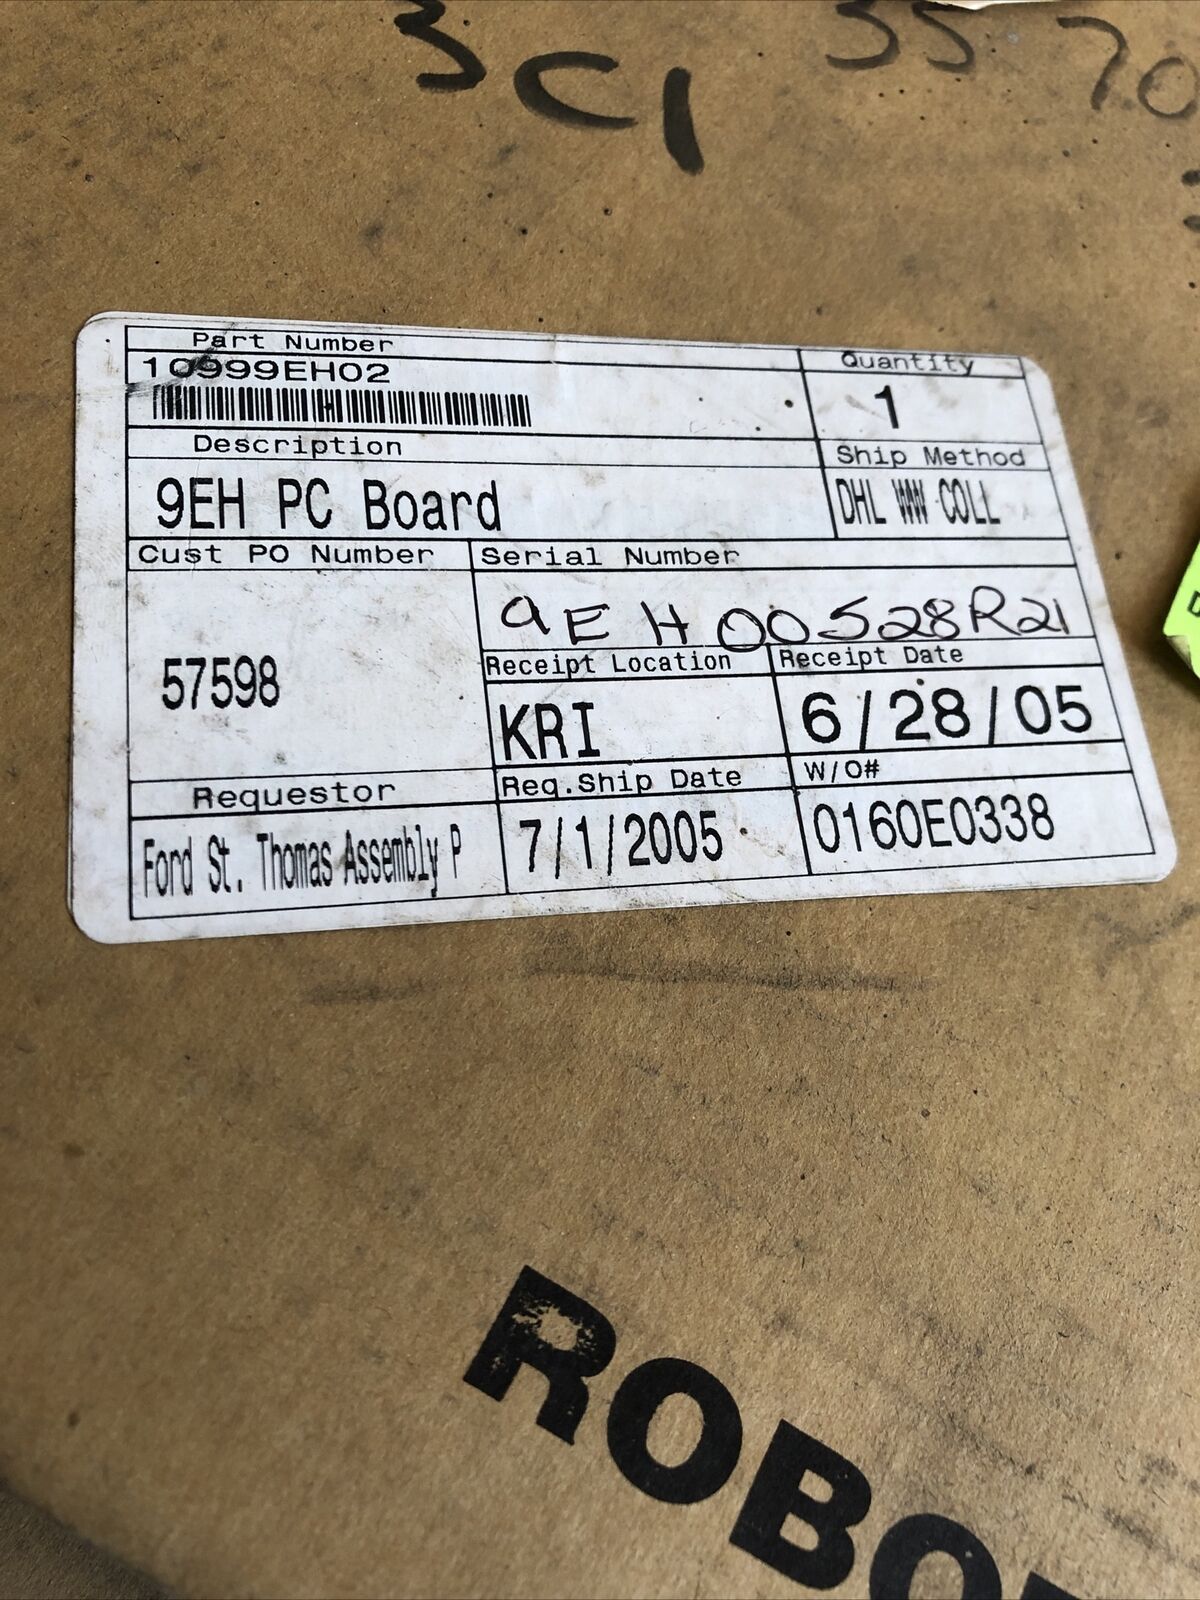 3C1 35 70
Part Number
10999EH02
Quantity
1
Description
9EH PC Board
Ship Method
DHL WW COLL
Cust PO Number
57598
Serial Number
9EH00528R21
Receipt Location
KRI
Receipt Date
6/28/05
Requestor
Ford St. Thomas Assembly P
Req.Ship Date
7/1/2005
W/O#
0160E0338
ROBO